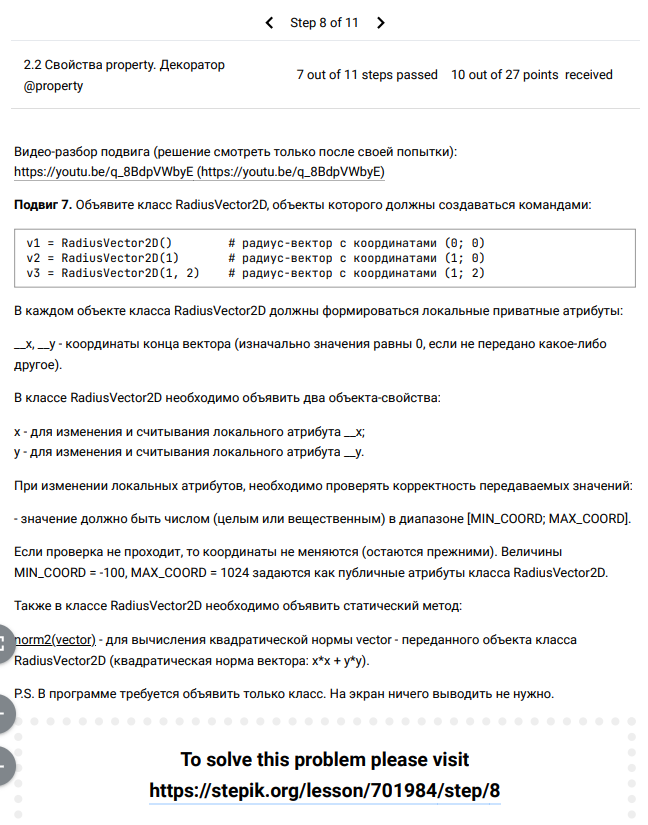 Step 8 of 11
2.2 Свойства property. Декоратор
@property
7 out of 11 steps passed 10 out of 27 points received
Видео-разбор подвига (решение смотреть только после своей попытки):
https://youtu.be/q_8BdpVWbyE (https://youtu.be/q_8BdpVWbyE)
Подвиг 7. Объявите класс RadiusVector2D, объекты которого должны создаваться командами:
v1 = RadiusVector2D() # радиус-вектор с координатами (0; 0)
v2 = RadiusVector2D(1) # радиус-вектор с координатами (1; 0)
v3 = RadiusVector2D(1, 2) # радиус-вектор с координатами (1; 2)
В каждом объекте класса RadiusVector2D должны формироваться локальные приватные атрибуты:
__x, __y - координаты конца вектора (изначально значения равны 0, если не передано какое-либо
другое).
В классе RadiusVector2D необходимо объявить два объекта-свойства:
x - для изменения и считывания локального атрибута __x;
y - для изменения и считывания локального атрибута __y.
При изменении локальных атрибутов, необходимо проверять корректность передаваемых значений:
- значение должно быть числом (целым или вещественным) в диапазоне [MIN_COORD; MAX_COORD].
Если проверка не проходит, то координаты не меняются (остаются прежними). Величины
MIN_COORD = -100, MAX_COORD = 1024 задаются как публичные атрибуты класса RadiusVector2D.
Также в классе RadiusVector2D необходимо объявить статический метод:
norm2(vector) - для вычисления квадратической нормы vector - переданного объекта класса
RadiusVector2D (квадратическая норма вектора: x*x + y*y).
P.S. В программе требуется объявить только класс. На экран ничего выводить не нужно.
To solve this problem please visit
https://stepik.org/lesson/701984/step/8